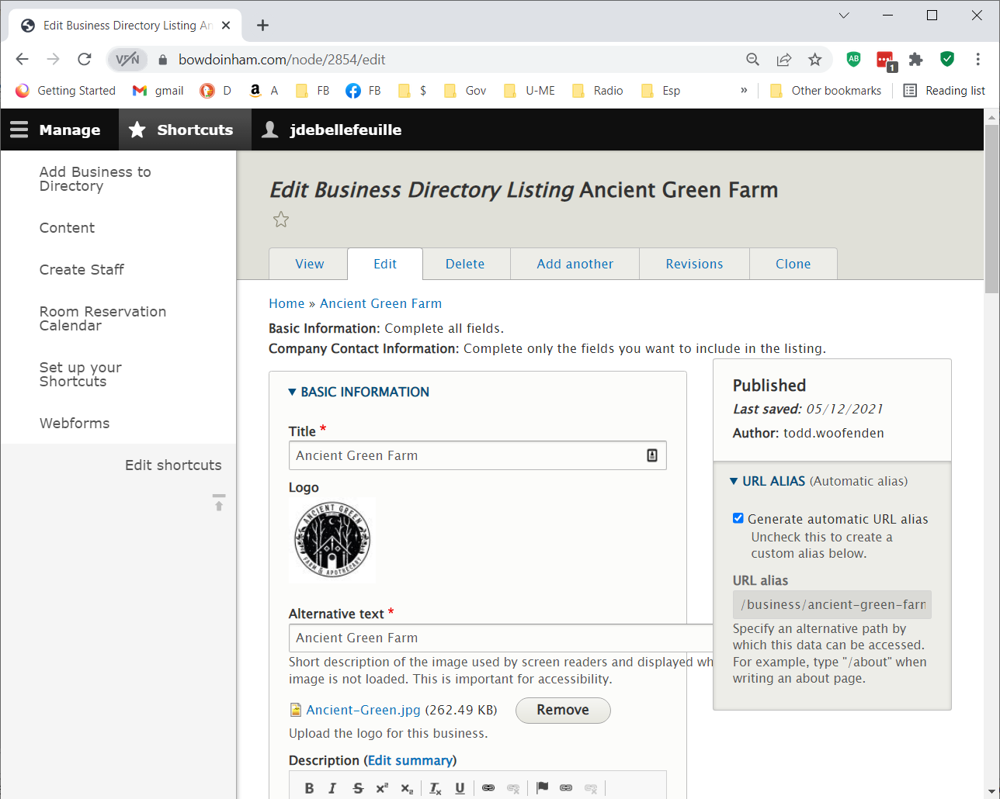 Edit Business Directory Listing An
VPN
bowdoinham.com/node/2854/edit
AB
1
Getting Started
gmail
D
A
FB
FB
$
Gov
U-ME
Radio
Esp
»
Other bookmarks
Reading list
Manage
Shortcuts
jdebellefeuille
Add Business to
Directory
Content
Create Staff
Room Reservation
Calendar
Set up your
Shortcuts
Webforms
Edit shortcuts
Edit Business Directory Listing Ancient Green Farm
View
Edit
Delete
Add another
Revisions
Clone
Home » Ancient Green Farm
Basic Information: Complete all fields.
Company Contact Information: Complete only the fields you want to include in the listing.
BASIC INFORMATION
Title *
Ancient Green Farm
Logo
ANCIENT GREEN
FARM & APOTHECARY
Alternative text *
Ancient Green Farm
Short description of the image used by screen readers and displayed wh
image is not loaded. This is important for accessibility.
Ancient-Green.jpg (262.49 KB)
Remove
Upload the logo for this business.
Description (Edit summary)
B I S x² x₂ Tx U
Published
Last saved: 05/12/2021
Author: todd.woofenden
URL ALIAS (Automatic alias)
Generate automatic URL alias
Uncheck this to create a
custom alias below.
URL alias
/business/ancient-green-farm
Specify an alternative path by
which this data can be accessed.
For example, type "/about" when
writing an about page.